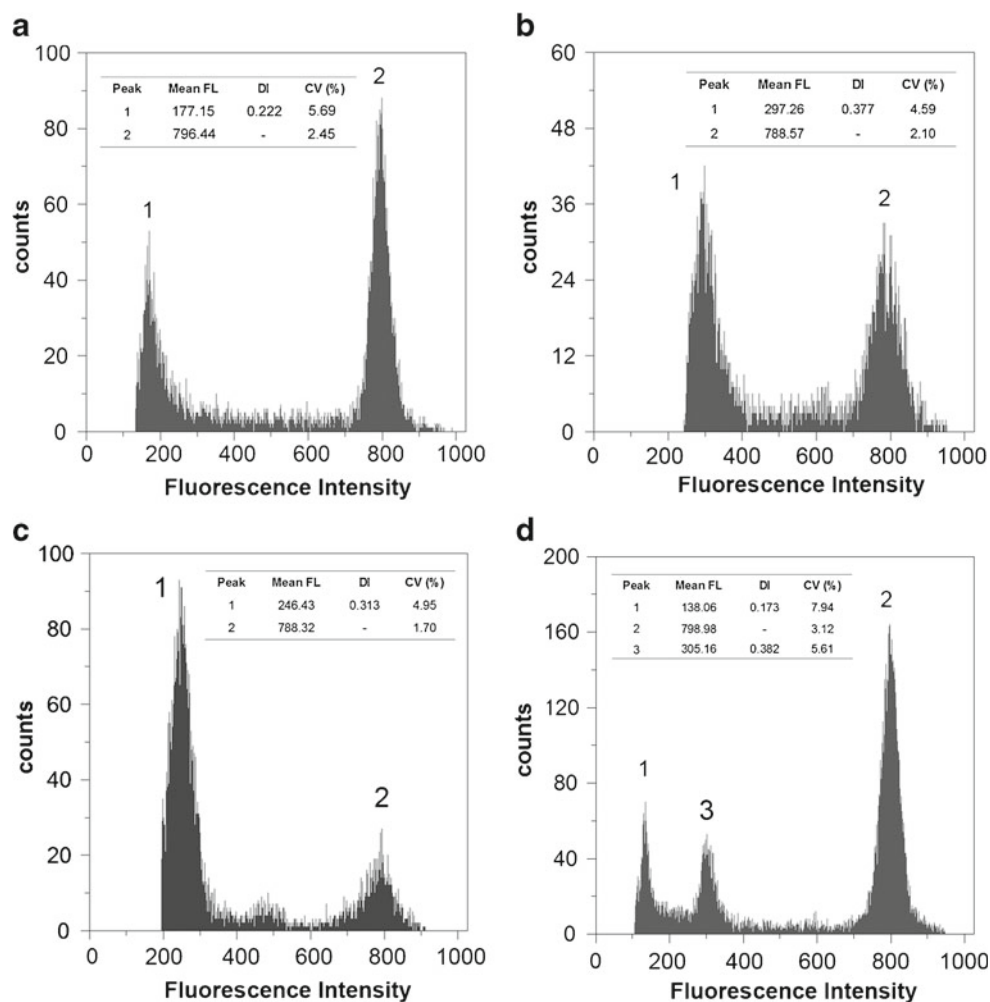 a
100
80
60
40
20
0
counts
Peak Mean FL DI CV (%)
1 177.15 0.222 5.69
2 796.44 - 2.45
1
2
0 200 400 600 800 1000
Fluorescence Intensity
b
60
48
36
24
12
0
counts
Peak Mean FL DI CV (%)
1 297.26 0.377 4.59
2 788.57 - 2.10
1
2
0 200 400 600 800 1000
Fluorescence Intensity
c
100
80
60
40
20
0
counts
Peak Mean FL DI CV (%)
1 246.43 0.313 4.95
2 788.32 - 1.70
1
2
0 200 400 600 800 1000
Fluorescence Intensity
d
200
160
120
80
40
0
counts
Peak Mean FL DI CV (%)
1 138.06 0.173 7.94
2 798.98 - 3.12
3 305.16 0.382 5.61
1
3
2
0 200 400 600 800 1000
Fluorescence Intensity